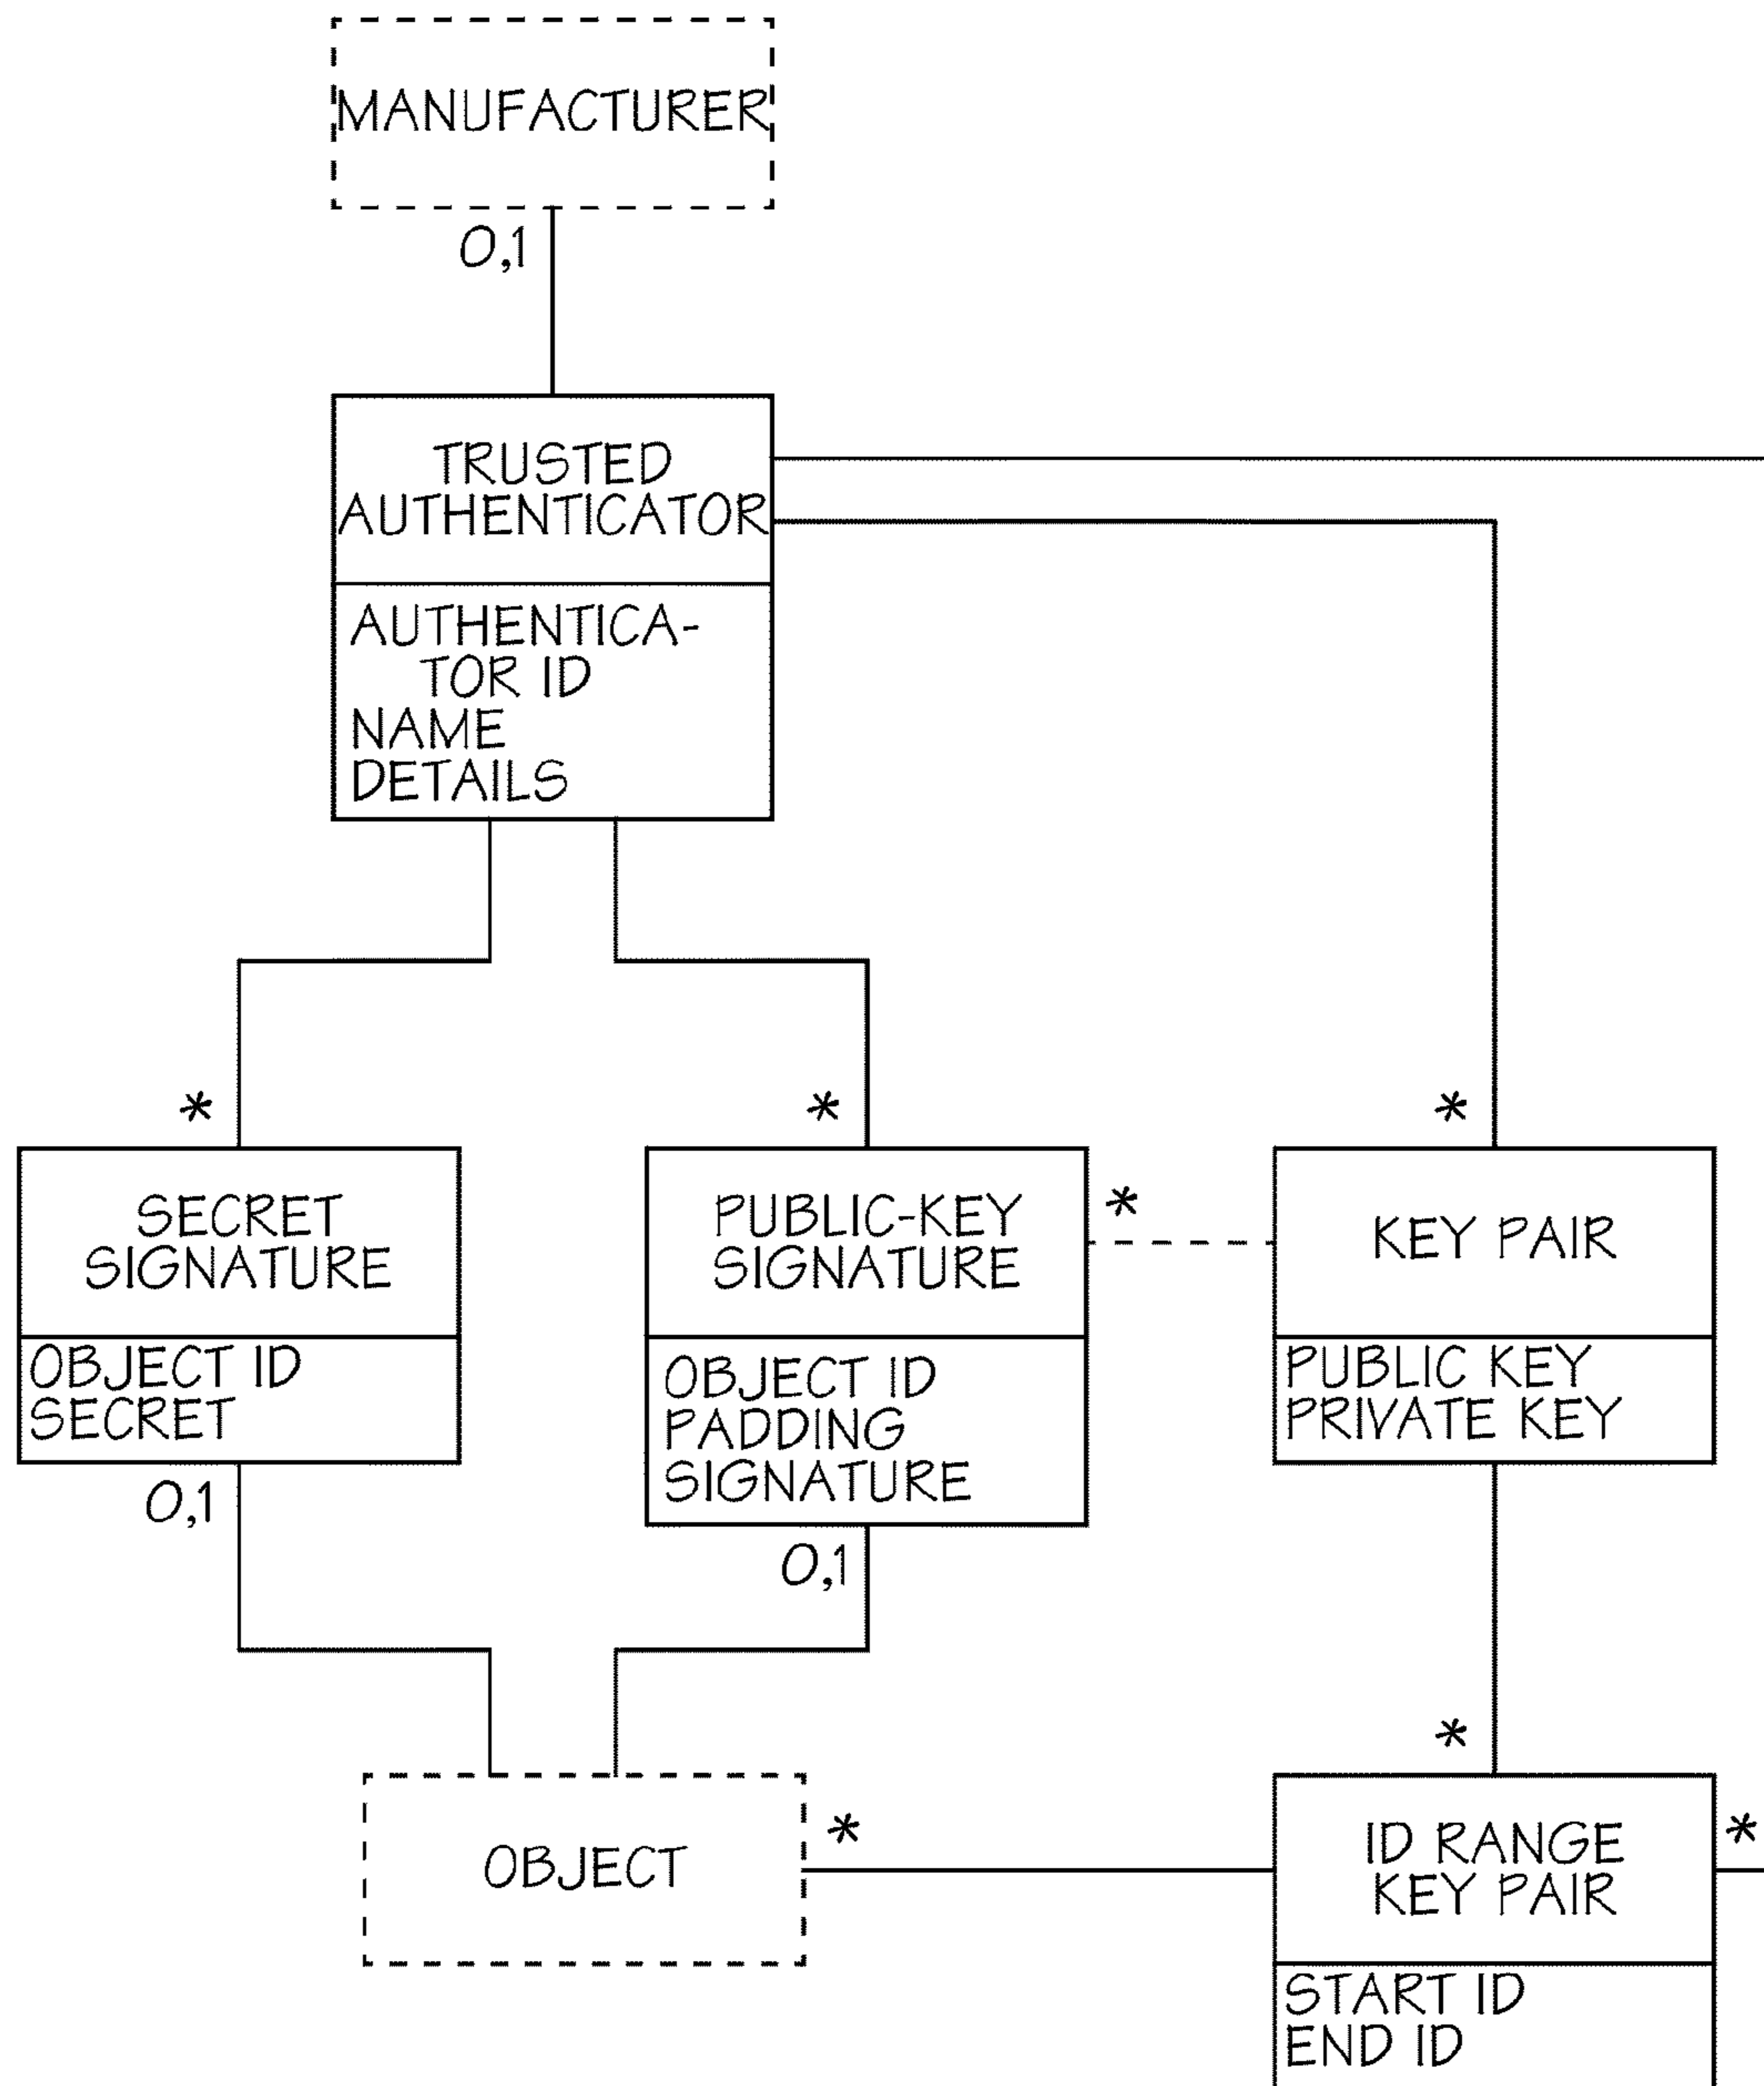 MANUFACTURER
0,1
TRUSTED
AUTHENTICATOR
AUTHENTICA-
TOR ID
NAME
DETAILS
*
*
*
SECRET
SIGNATURE
OBJECT ID
SECRET
0,1
PUBLIC-KEY
SIGNATURE
*
OBJECT ID
PADDING
SIGNATURE
0,1
KEY PAIR
PUBLIC KEY
PRIVATE KEY
*
OBJECT
*
ID RANGE
KEY PAIR
*
START ID
END ID